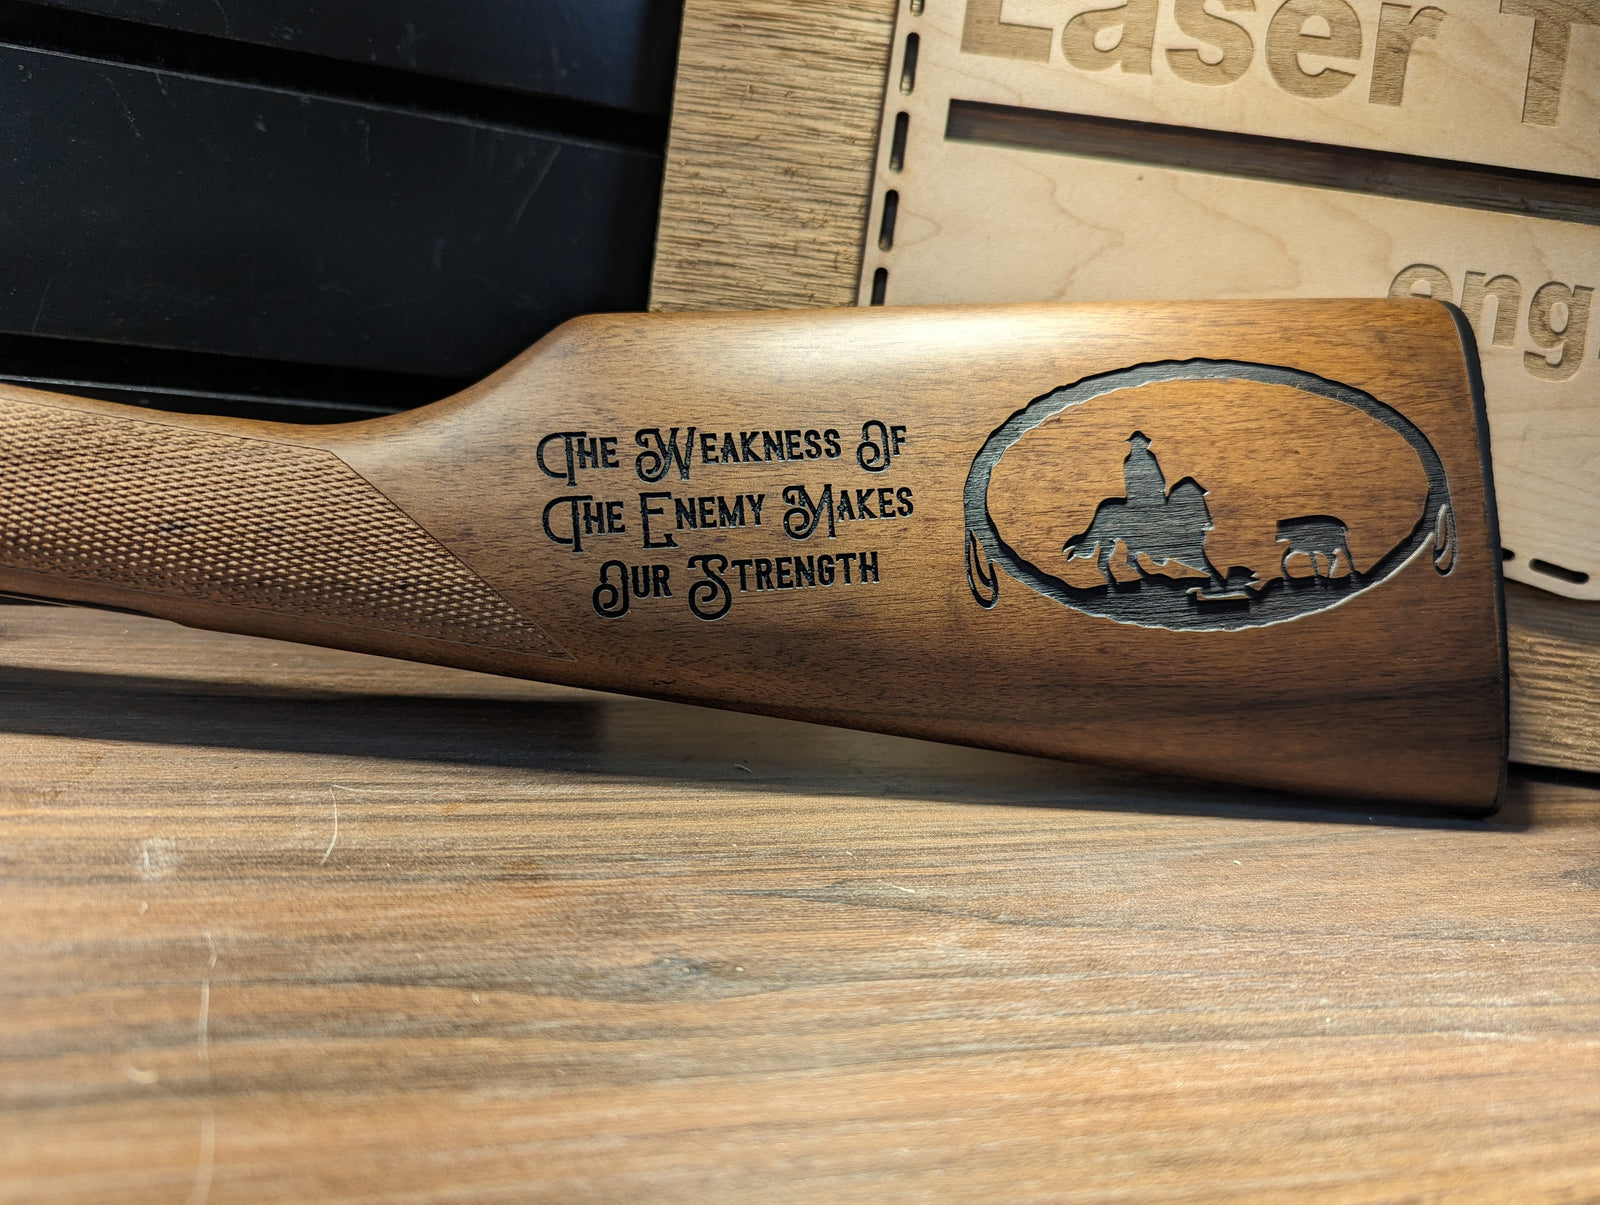 Laser T
eng
The Weakness Of
The Enemy Makes
Our Strength